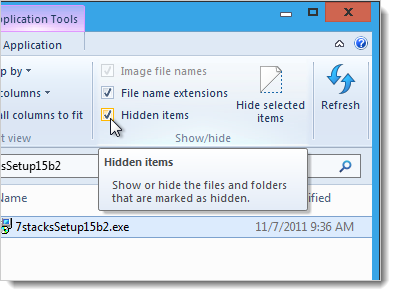 pplication Tools
Application
p by
columns
ll columns to fit
t view
Image file names
File name extensions
Hidden items
Hide selected
items
Show/hide
Refresh
sSetup15b2
Hidden items
Show or hide the files and folders
that are marked as hidden.
Name
ified
7stacksSetup15b2.exe
11/7/2011 9:36 AM